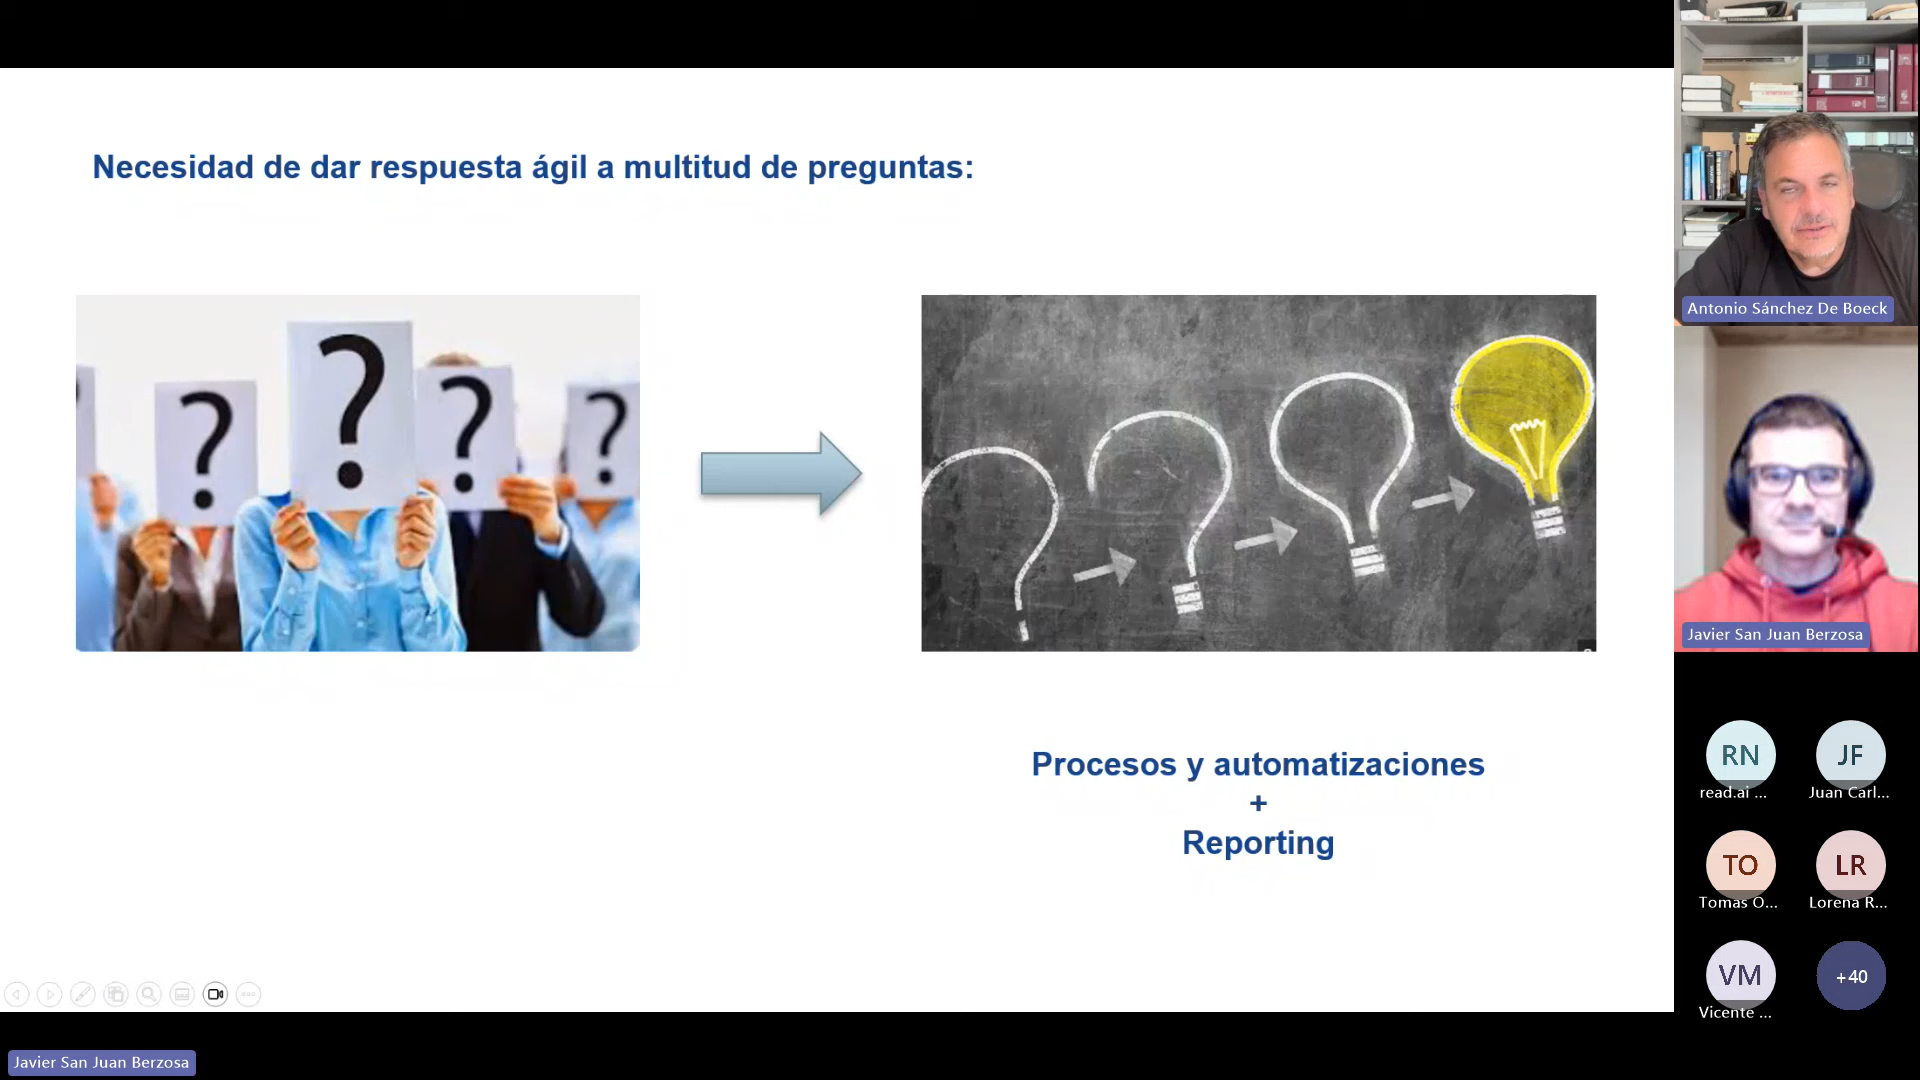 Necesidad de dar respuesta ágil a multitud de preguntas:
? ? ? ?
Procesos y automatizaciones
+
Reporting
Antonio Sánchez De Boeck
Javier San Juan Berzosa
RN
read.ai ...
JF
Juan Carl...
TO
Tomas O...
LR
Lorena R...
VM
Vicente ...
+40
Javier San Juan Berzosa